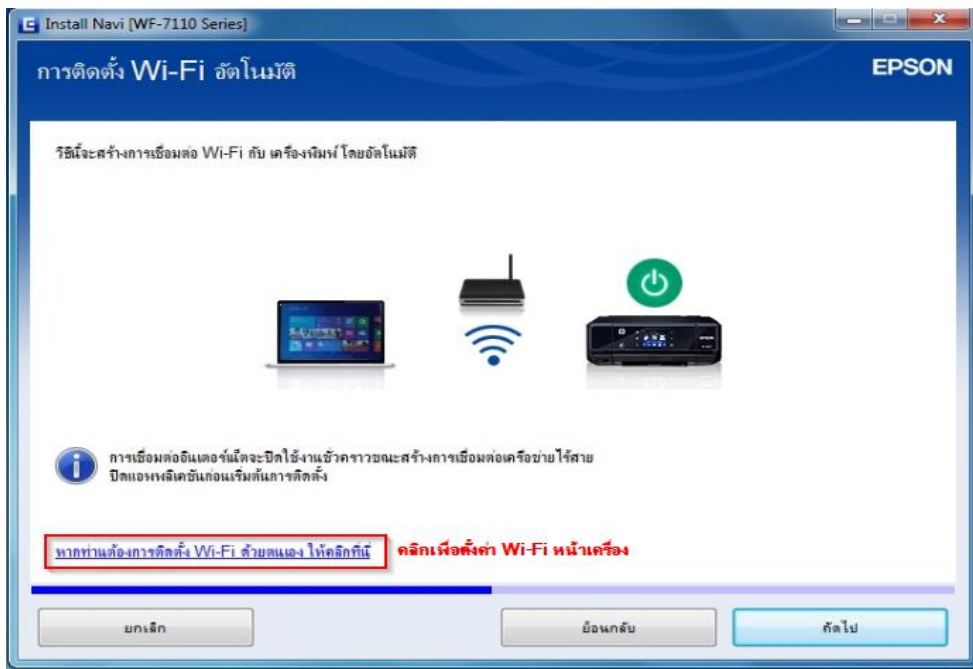 Install Navi [WF-7110 Series]
การติดตั้ง Wi-Fi อัตโนมัติ
EPSON
วิธีนี้จะสร้างการเชื่อมต่อ Wi-Fi กับ เครื่องพิมพ์ โดยอัตโนมัติ
การเชื่อมต่ออินเตอร์เน็ตจะปิดใช้งานชั่วคราวขณะสร้างการเชื่อมต่อเครือข่ายไร้สาย
ปิดแอพพลิเคชันก่อนเริ่มต้นการติดตั้ง
หากท่านต้องการติดตั้ง Wi-Fi ด้วยตนเอง ให้คลิกที่นี่ คลิกเพื่อตั้งค่า Wi-Fi หน้าเครื่อง
ยกเลิก ย้อนกลับ ถัดไป